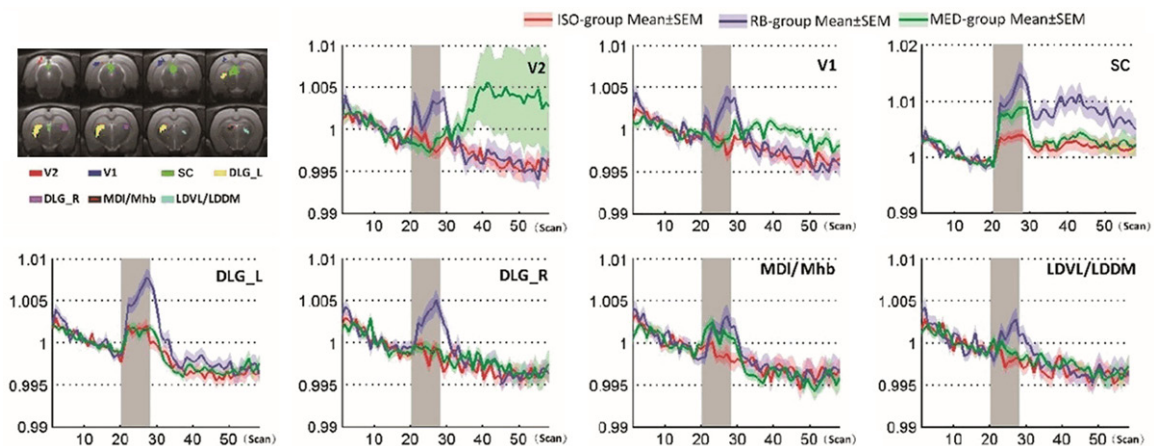 ISO-group Mean±SEM RB-group Mean±SEM MED-group Mean±SEM
V2 V1 SC DLG_L
DLG_R MDI/Mhb LDVL/LDDM
V2
1.01
1.005
1
0.995
0.99
10 20 30 40 50 (Scan)
V1
1.01
1.005
1
0.995
0.99
10 20 30 40 50 (Scan)
SC
1.02
1.01
1
0.99
10 20 30 40 50 (Scan)
DLG_L
1.01
1.005
1
0.995
0.99
10 20 30 40 50 (Scan)
DLG_R
1.01
1.005
1
0.995
0.99
10 20 30 40 50 (Scan)
MDI/Mhb
1.01
1.005
1
0.995
0.99
10 20 30 40 50 (Scan)
LDVL/LDDM
1.01
1.005
1
0.995
0.99
10 20 30 40 50 (Scan)